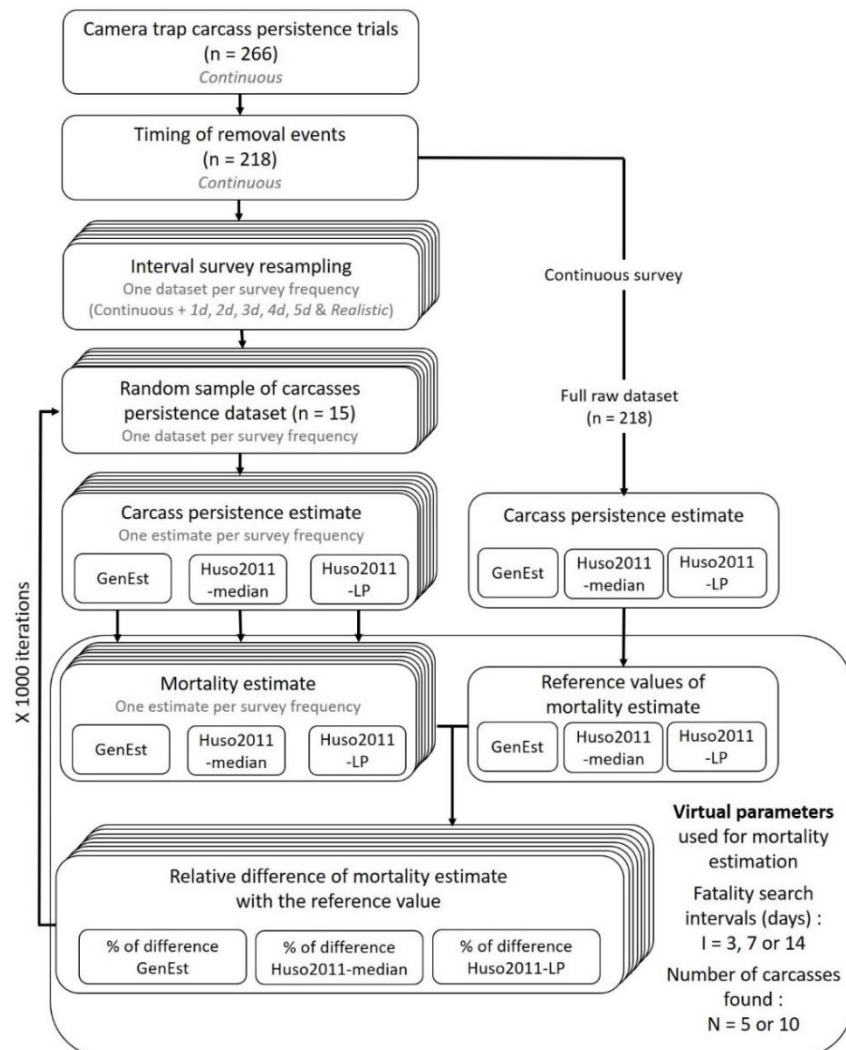 Camera trap carcass persistence trials
(n = 266)
Continuous
Timing of removal events
(n = 218)
Continuous
Interval survey resampling
One dataset per survey frequency
(Continuous + 1d, 2d, 3d, 4d, 5d & Realistic)
Continuous survey
Random sample of carcasses
persistence dataset (n = 15)
One dataset per survey frequency
Full raw dataset
(n = 218)
Carcass persistence estimate
One estimate per survey frequency
GenEst
Huso2011
-median
Huso2011
-LP
Carcass persistence estimate
GenEst
Huso2011
-median
Huso2011
-LP
X 1000 iterations
Mortality estimate
One estimate per survey frequency
GenEst
Huso2011
-median
Huso2011
-LP
Reference values of
mortality estimate
GenEst
Huso2011
-median
Huso2011
-LP
Relative difference of mortality estimate
with the reference value
% of difference
GenEst
% of difference
Huso2011-median
% of difference
Huso2011-LP
Virtual parameters
used for mortality
estimation
Fatality search
intervals (days) :
I = 3, 7 or 14
Number of carcasses
found :
N = 5 or 10